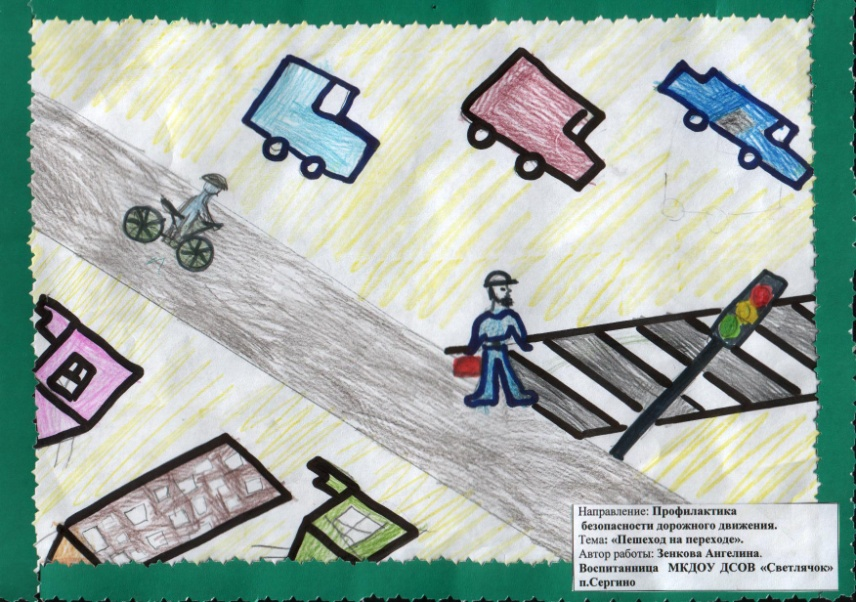 Направление: Профилактика
безопасности дорожного движения.
Тема: «Пешеход на переходе».
Автор работы: Зенкова Ангелина.
Воспитанница МКДОУ ДСОВ «Светлячок»
п.Сергино